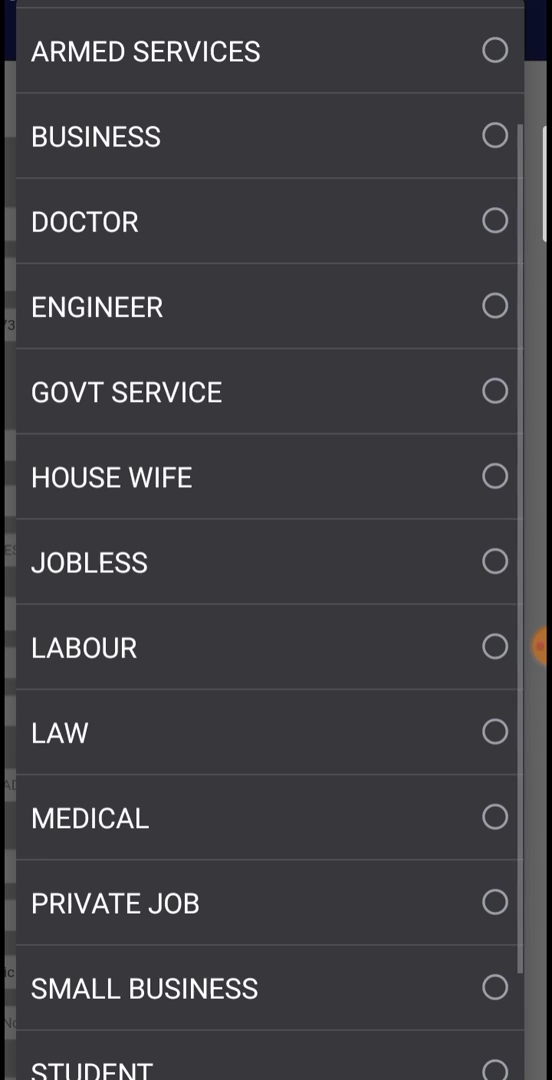 ARMED SERVICES
BUSINESS
DOCTOR
ENGINEER
GOVT SERVICE
HOUSE WIFE
JOBLESS
LABOUR
LAW
MEDICAL
PRIVATE JOB
SMALL BUSINESS
STUDENT